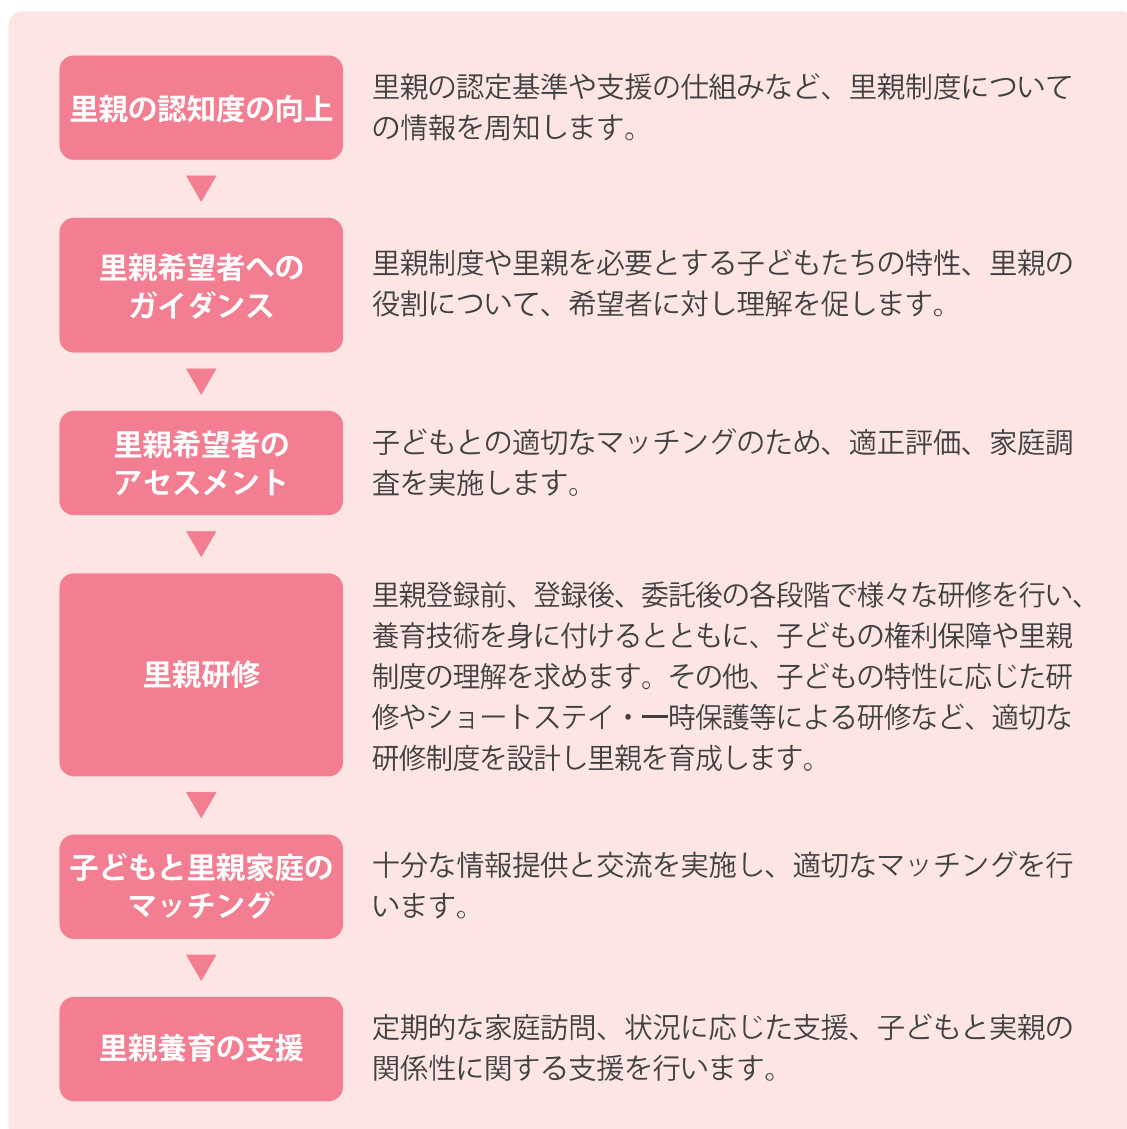 里親の認知度の向上
里親の認定基準や支援の仕組みなど、里親制度について
の情報を周知します。
里親希望者への
ガイダンス
里親制度や里親を必要とする子どもたちの特性、里親の
役割について、希望者に対し理解を促します。
里親希望者の
アセスメント
子どもとの適切なマッチングのため、適正評価、家庭調
査を実施します。
里親研修
里親登録前、登録後、委託後の各段階で様々な研修を行い、
養育技術を身に付けるとともに、子どもの権利保障や里親
制度の理解を求めます。その他、子どもの特性に応じた研
修やショートステイ・一時保護等による研修など、適切な
研修制度を設計し里親を育成します。
子どもと里親家庭の
マッチング
十分な情報提供と交流を実施し、適切なマッチングを行
います。
里親養育の支援
定期的な家庭訪問、状況に応じた支援、子どもと実親の
関係性に関する支援を行います。